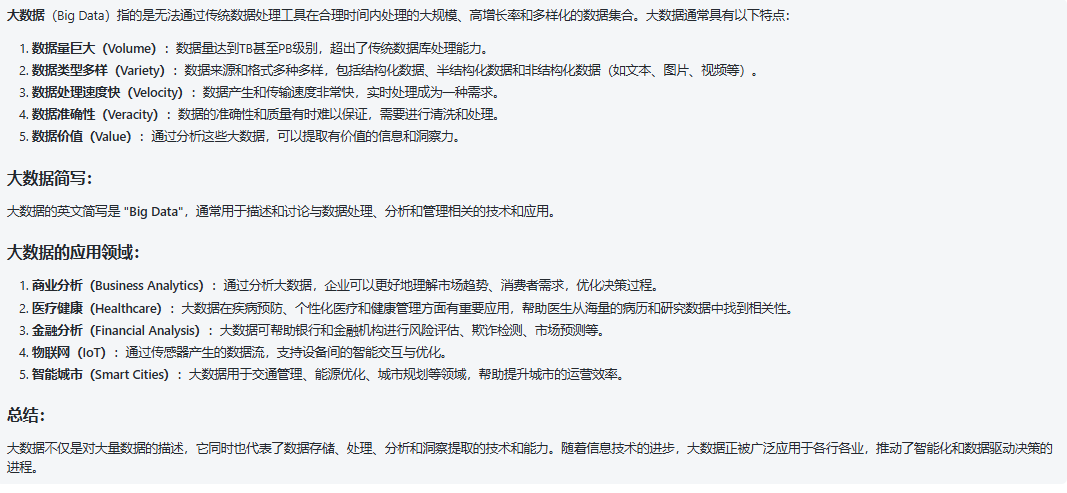 大数据（Big Data）指的是无法通过传统数据处理工具在合理时间内处理的大规模、高增长率和多样化的数据集合。大数据通常具有以下特点：
1. 数据量巨大（Volume）：数据量达到TB甚至PB级别，超出了传统数据库处理能力。
2. 数据类型多样（Variety）：数据来源和格式多种多样，包括结构化数据、半结构化数据和非结构化数据（如文本、图片、视频等）。
3. 数据处理速度快（Velocity）：数据产生和传输速度非常快，实时处理成为一种需求。
4. 数据准确性（Veracity）：数据的准确性和质量有时难以保证，需要进行清洗和处理。
5. 数据价值（Value）：通过分析这些大数据，可以提取有价值的信息和洞察力。
大数据简写：
大数据的英文简写是 "Big Data"，通常用于描述和讨论与数据处理、分析和管理相关的技术和应用。
大数据的应用领域：
1. 商业分析（Business Analytics）：通过分析大数据，企业可以更好地理解市场趋势、消费者需求，优化决策过程。
2. 医疗健康（Healthcare）：大数据在疾病预防、个性化医疗和健康管理方面有重要应用，帮助医生从海量的病历和研究数据中找到相关性。
3. 金融分析（Financial Analysis）：大数据可帮助银行和金融机构进行风险评估、欺诈检测、市场预测等。
4. 物联网（IoT）：通过传感器产生的数据流，支持设备间的智能交互与优化。
5. 智能城市（Smart Cities）：大数据用于交通管理、能源优化、城市规划等领域，帮助提升城市的运营效率。
总结：
大数据不仅是对大量数据的描述，它同时也代表了数据存储、处理、分析和洞察提取的技术和能力。随着信息技术的进步，大数据正被广泛应用于各行各业，推动了智能化和数据驱动决策的
进程。